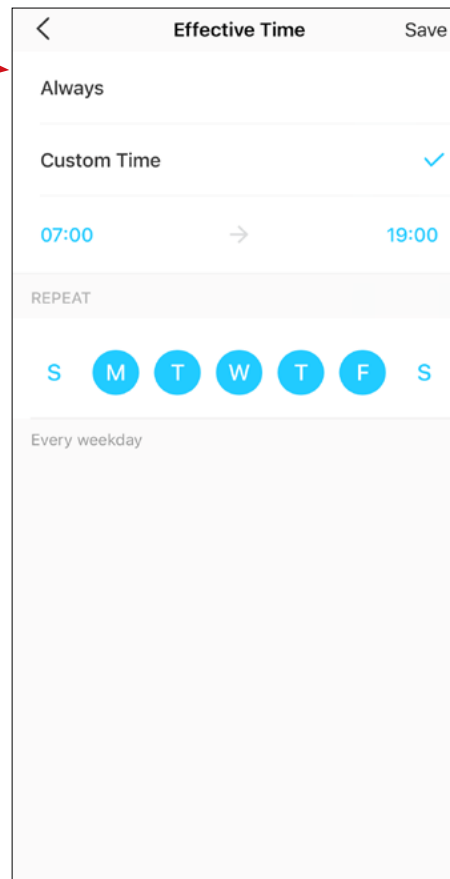 Effective Time Save
Always
Custom Time
07:00 → 19:00
REPEAT
S M T W T F S
Every weekday